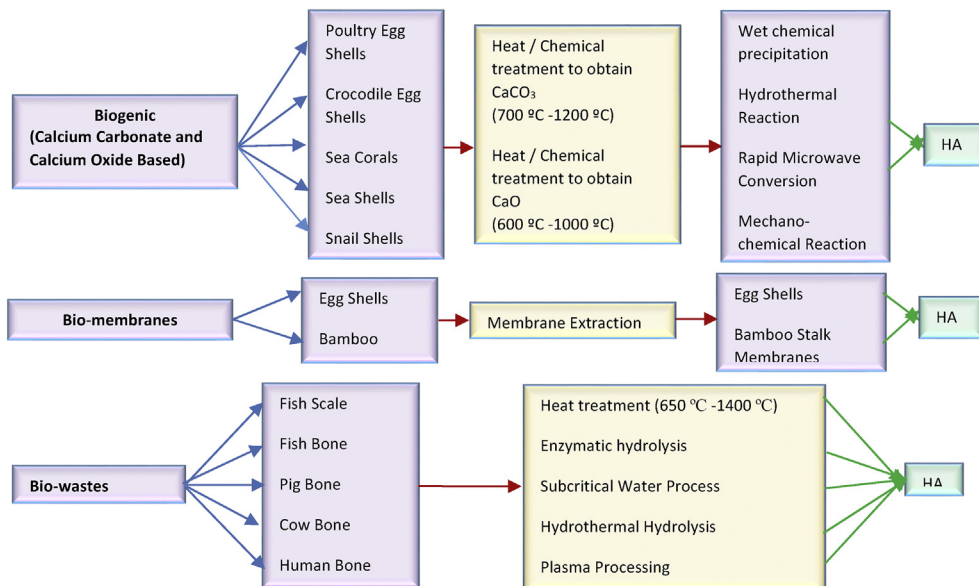 Biogenic
(Calcium Carbonate and
Calcium Oxide Based)
Poultry Egg
Shells
Crocodile Egg
Shells
Sea Corals
Sea Shells
Snail Shells
Heat / Chemical
treatment to obtain
CaCO₃
(700 ºC -1200 ºC)
Heat / Chemical
treatment to obtain
CaO
(600 ºC -1000 ºC)
Wet chemical
precipitation
Hydrothermal
Reaction
Rapid Microwave
Conversion
Mechano-
chemical Reaction
HA
Bio-membranes
Egg Shells
Bamboo
Membrane Extraction
Egg Shells
Bamboo Stalk
Membranes
HA
Bio-wastes
Fish Scale
Fish Bone
Pig Bone
Cow Bone
Human Bone
Heat treatment (650 ℃ -1400 ℃)
Enzymatic hydrolysis
Subcritical Water Process
Hydrothermal Hydrolysis
Plasma Processing
HA